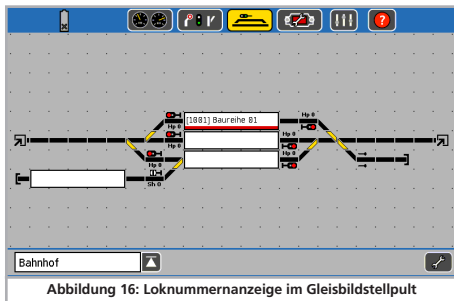 Hp 0
[1001] Baureihe 01
Hp 0
Hp 0
Hp 0
Hp 0
Sh 0
Bahnhof
Abbildung 16: Loknummernanzeige im Gleisbildstellpult